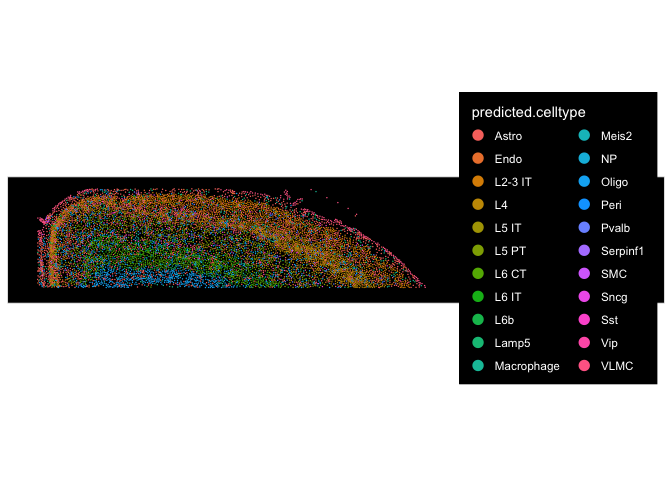 predicted.celltype
Astro
Endo
L2-3 IT
L4
L5 IT
L5 PT
L6 CT
L6 IT
L6b
Lamp5
Macrophage
Meis2
NP
Oligo
Peri
Pvalb
Serpinf1
SMC
Sncg
Sst
Vip
VLMC